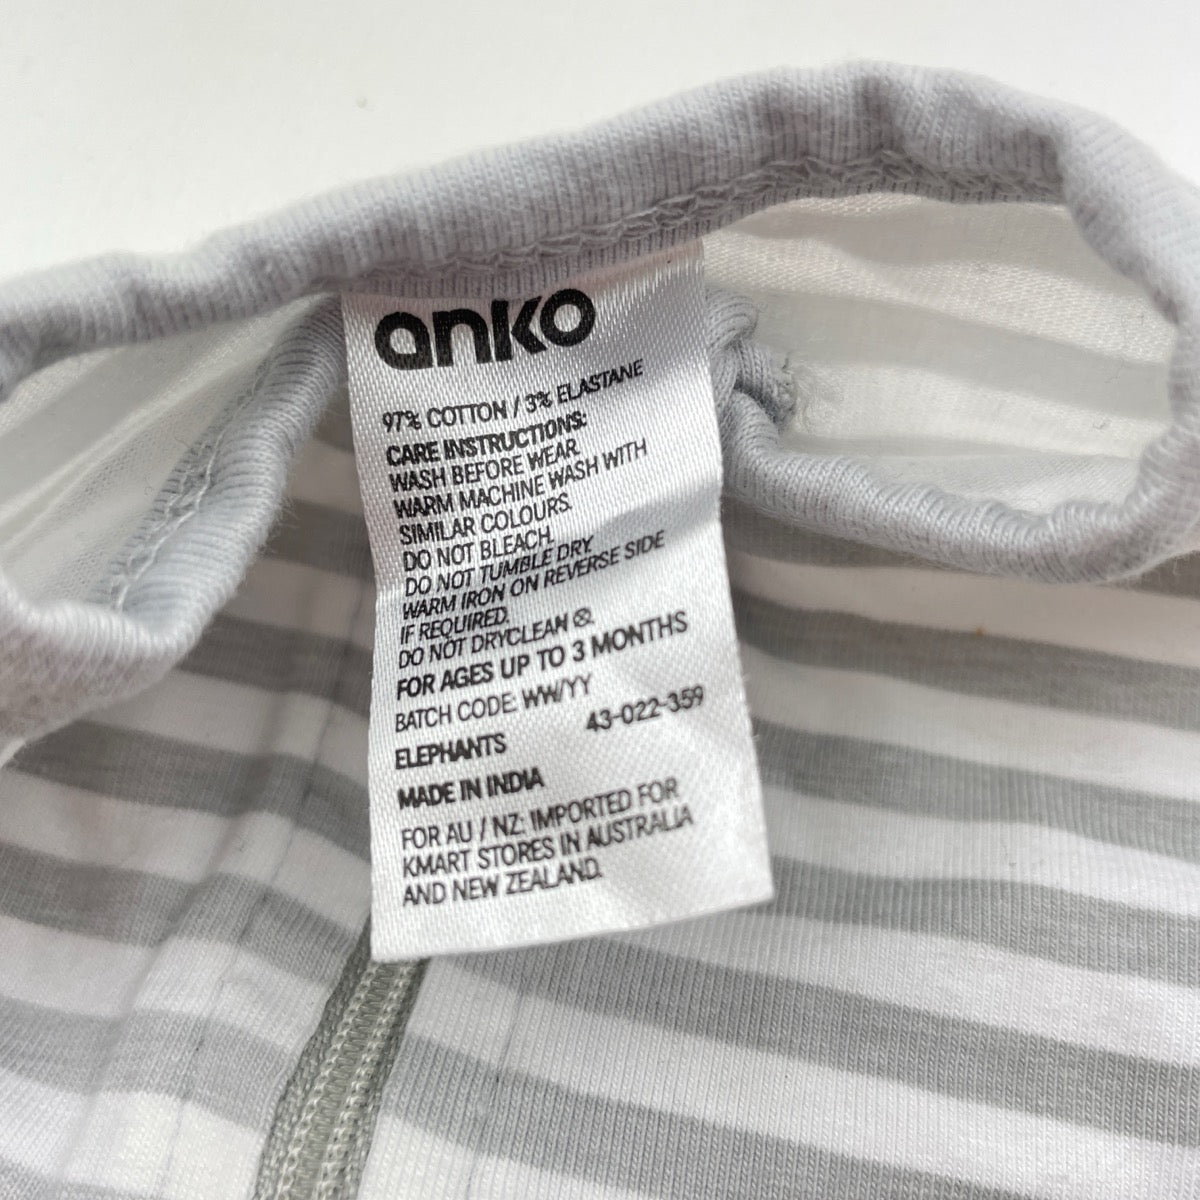 anko
97% COTTON / 3% ELASTANE
CARE INSTRUCTIONS:
WASH BEFORE WEAR.
WARM MACHINE WASH WITH
SIMILAR COLOURS.
DO NOT BLEACH.
DO NOT TUMBLE DRY.
WARM IRON ON REVERSE SIDE
IF REQUIRED.
DO NOT DRYCLEAN
FOR AGES UP TO 3 MONTHS
BATCH CODE: WW/YY
43-022-359
ELEPHANTS
MADE IN INDIA
FOR AU / NZ: IMPORTED FOR
KMART STORES IN AUSTRALIA
AND NEW ZEALAND.